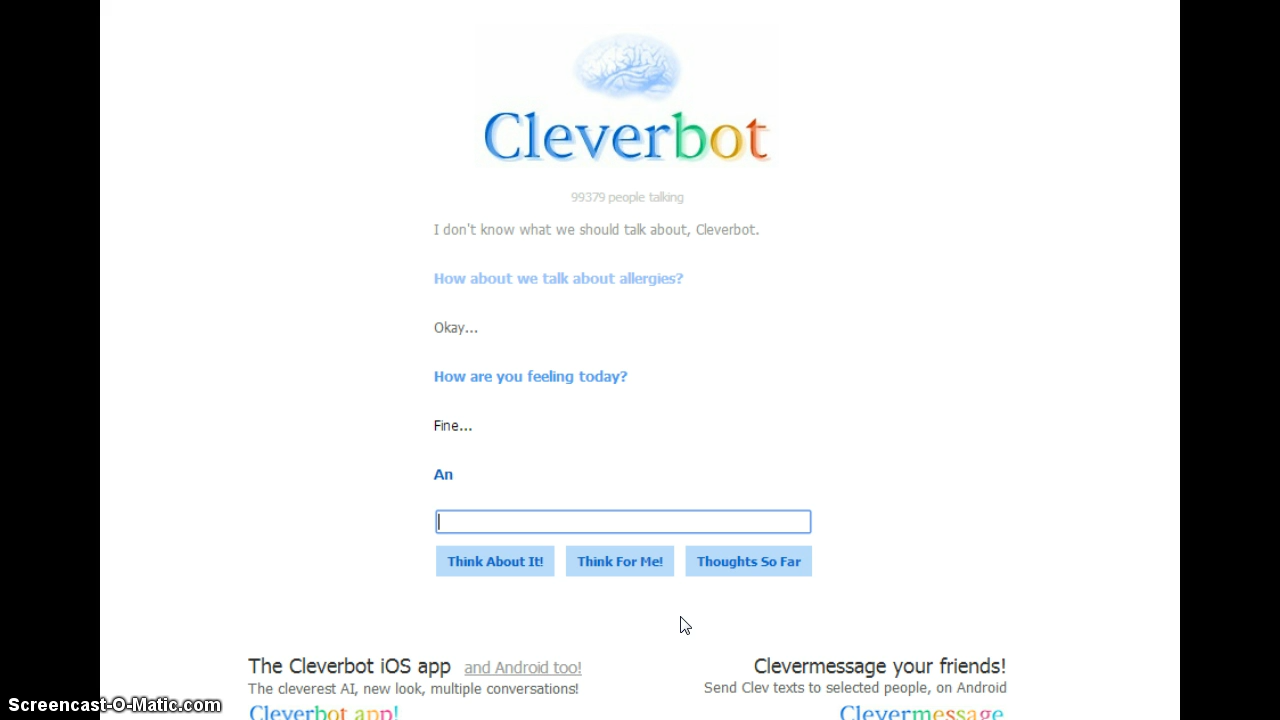 Cleverbot
99379 people talking
I don't know what we should talk about, Cleverbot.
How about we talk about allergies?
Okay...
How are you feeling today?
Fine...
An
Think About It! Think For Me! Thoughts So Far
The Cleverbot iOS app and Android too!
The cleverest AI, new look, multiple conversations!
Cleverbot app!
Clevermessage your friends!
Send Clev texts to selected people, on Android
Clevermessage
Screencast-O-Matic.com